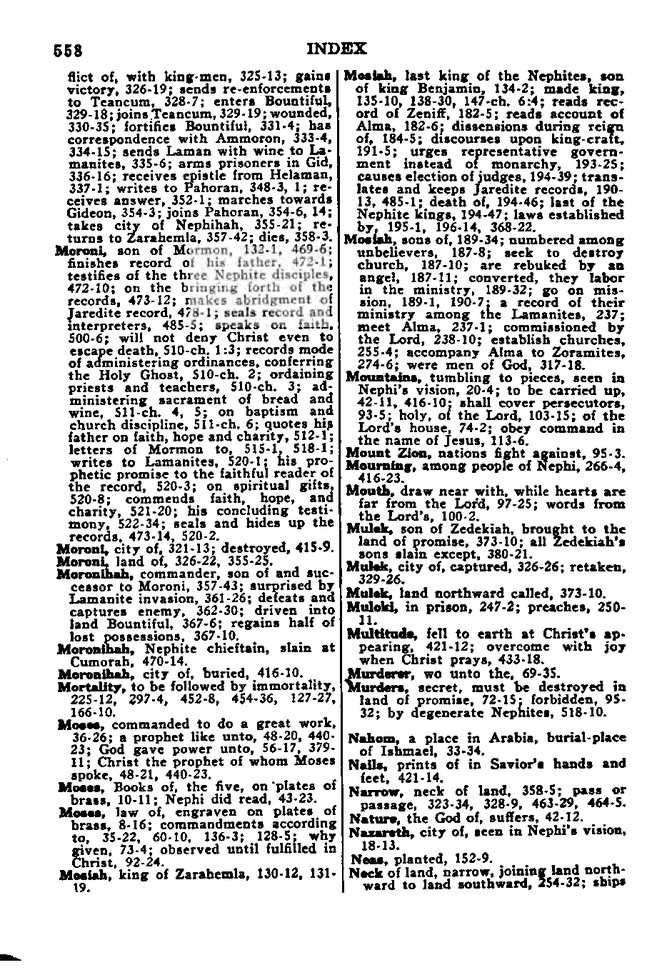 558
INDEX
flict of, with king-men, 325-13; gains
victory, 326-19; sends re-enforcements
to Teancum, 328-7; enters Bountiful,
329-18; joins Teancum, 329-19; wounded,
330-35; fortifies Bountiful, 331-4; has
correspondence with Ammoron, 333-4,
334-15; sends Laman with wine to La-
manites, 335-6; arms prisoners in Gid,
336-16; receives epistle from Helaman,
337-1; writes to Pahoran, 348-3, 1; re-
ceives answer, 352-1; marches towards
Gideon, 354-3; joins Pahoran, 354-6, 14;
takes city of Nephihah, 355-21; re-
turns to Zarahemla, 357-42; dies, 358-3.
Moroni, son of Mormon, 132-1, 469-6;
finishes record of his father, 472-1;
testifies of the three Nephite disciples,
472-10; on the bringing forth of the
records, 473-12; makes abridgment of
Jaredite record, 478-1; seals record and
interpreters, 485-5; speaks on faith,
500-6; will not deny Christ even to
escape death, 510-ch. 1:3; records mode
of administering ordinances, conferring
the Holy Ghost, 510-ch. 2; ordaining
priests and teachers, 510-ch. 3; ad-
ministering sacrament of bread and
wine, 511-ch. 4, 5; on baptism and
church discipline, 511-ch. 6; quotes his
father on faith, hope and charity, 512-1;
letters of Mormon to, 515-1, 518-1;
writes to Lamanites, 520-1; his pro-
phetic promise to the faithful reader of
the record, 520-3; on spiritual gifts,
520-8; commends faith, hope, and
charity, 521-20; his concluding testi-
mony, 522-34; seals and hides up the
records, 473-14, 520-2.
Moroni, city of, 321-13; destroyed, 415-9.
Moroni, land of, 326-22, 355-25.
Moronihah, commander, son of and suc-
cessor to Moroni, 357-43; surprised by
Lamanite invasion, 361-26; defeats and
captures enemy, 362-30; driven into
land Bountiful, 367-6; regains half of
lost possessions, 367-10.
Moronihah, Nephite chieftain, slain at
Cumorah, 470-14.
Moronihah, city of, buried, 416-10.
Mortality, to be followed by immortality,
225-12, 297-4, 452-8, 454-36, 127-27,
166-10.
Moses, commanded to do a great work,
36-26; a prophet like unto, 48-20, 440-
23; God gave power unto, 56-17, 379-
11; Christ the prophet of whom Moses
spoke, 48-21, 440-23.
Moses, Books of, the five, on plates of
brass, 10-11; Nephi did read, 43-23.
Moses, law of, engraven on plates of
brass, 8-16; commandments according
to, 35-22, 60-10, 136-3; 128-5; why
given, 73-4; observed until fulfilled in
Christ, 92-24.
Mosiah, king of Zarahemla, 130-12, 131-
19.
Mosiah, last king of the Nephites, son
of king Benjamin, 134-2; made king,
135-10, 138-30, 147-ch. 6:4; reads rec-
ord of Zeniff, 182-5; reads account of
Alma, 182-6; dissensions during reign
of, 184-5; discourses upon king-craft,
191-5; urges representative govern-
ment instead of monarchy, 193-25;
causes election of judges, 194-39; trans-
lates and keeps Jaredite records, 190-
13, 485-1; death of, 194-46; last of the
Nephite kings, 194-47; laws established
by, 195-1, 196-14, 368-22.
Mosiah, sons of, 189-34; numbered among
unbelievers, 187-8; seek to destroy
church, 187-10; are rebuked by an
angel, 187-11; converted, they labor
in the ministry, 189-32; go on mis-
sion, 189-1, 190-7; a record of their
ministry among the Lamanites, 237;
meet Alma, 237-1; commissioned by
the Lord, 238-10; establish churches,
255-4; accompany Alma to Zoramites,
274-6; were men of God, 317-18.
Mountains, tumbling to pieces, seen in
Nephi's vision, 20-4; to be carried up,
42-11, 416-10; shall cover persecutors,
93-5; holy, of the Lord, 103-15; of the
Lord's house, 74-2; obey command in
the name of Jesus, 113-6.
Mount Zion, nations fight against, 95-3.
Mourning, among people of Nephi, 266-4,
416-23.
Mouth, draw near with, while hearts are
far from the Lord, 97-25; words from
the Lord's, 100-2.
Mulek, son of Zedekiah, brought to the
land of promise, 373-10; all Zedekiah's
sons slain except, 380-21.
Mulek, city of, captured, 326-26; retaken,
329-26.
Mulek, land northward called, 373-10.
Muloki, in prison, 247-2; preaches, 250-
11.
Multitude, fell to earth at Christ's ap-
pearing, 421-12; overcome with joy
when Christ prays, 433-18.
Murderer, wo unto the, 69-35.
Murders, secret, must be destroyed in
land of promise, 72-15; forbidden, 95-
32; by degenerate Nephites, 518-10.
Nahom, a place in Arabia, burial-place
of Ishmael, 33-34.
Nails, prints of in Savior's hands and
feet, 421-14.
Narrow, neck of land, 358-5; pass or
passage, 323-34, 328-9, 463-29, 464-5.
Nature, the God of, suffers, 42-12.
Nazareth, city of, seen in Nephi's vision,
18-13.
Neas, planted, 152-9.
Neck of land, narrow, joining land north-
ward to land southward, 254-32; ships